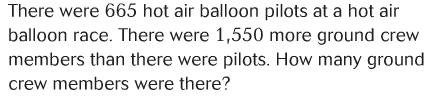 There were 665 hot air balloon pilots at a hot air
balloon race. There were 1,550 more ground crew
members than there were pilots. How many ground
crew members were there?